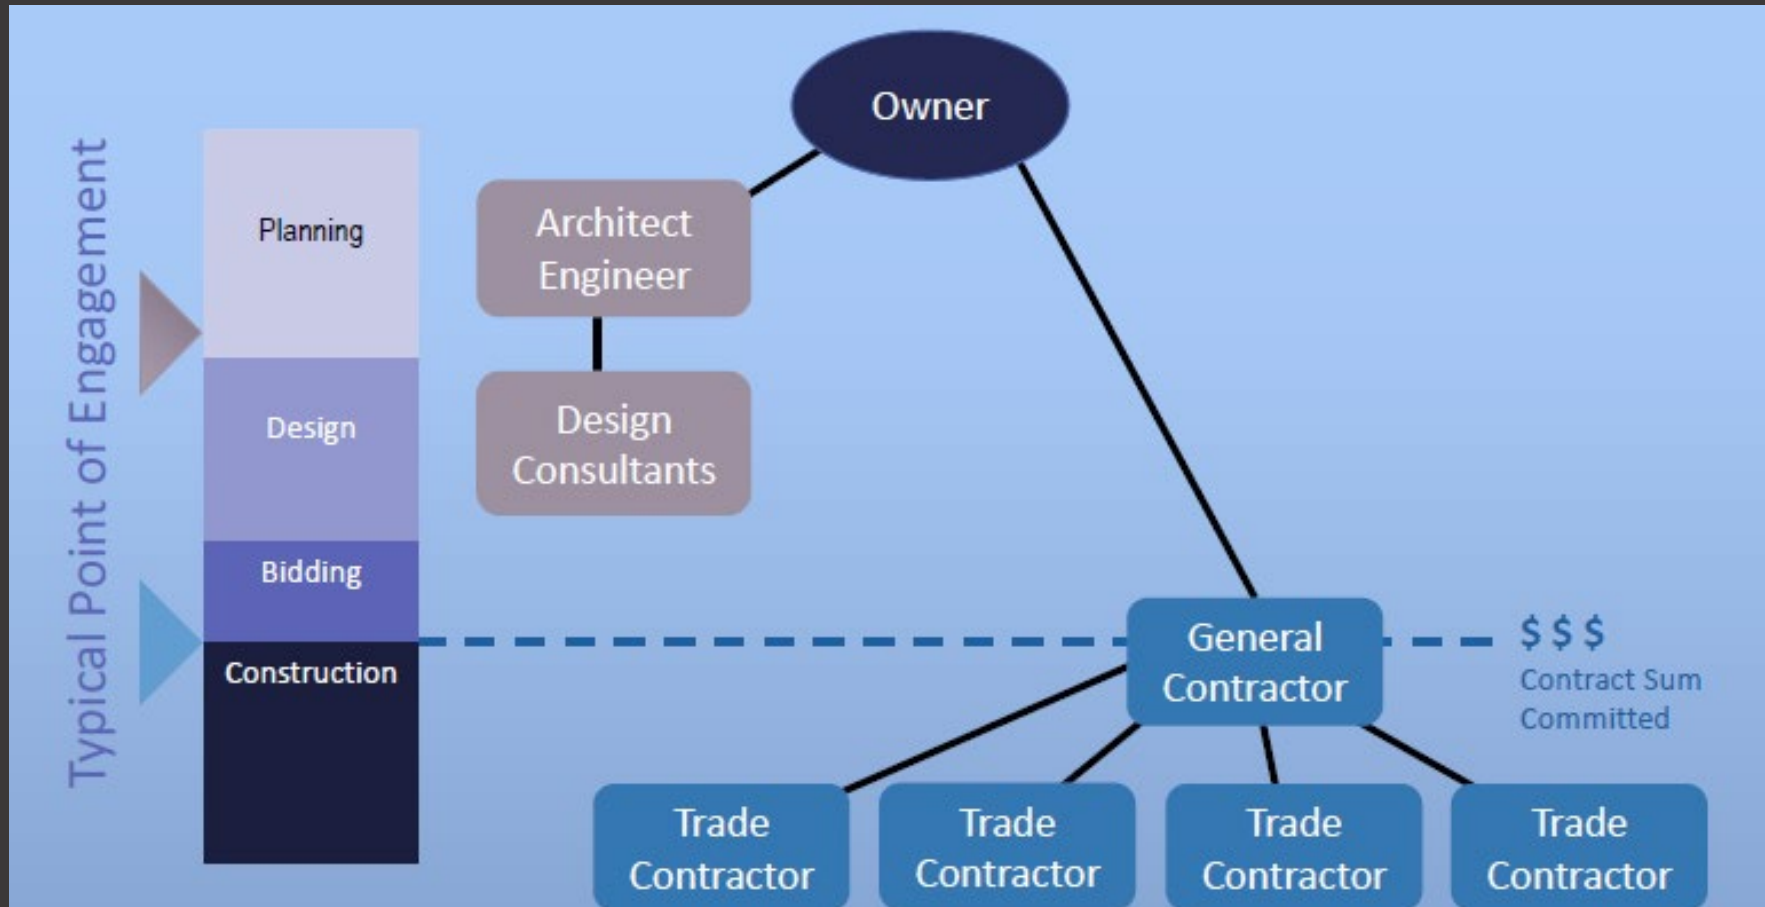 Typical Point of Engagement
Planning
Design
Bidding
Construction
Owner
Architect
Engineer
Design
Consultants
General
Contractor
$ $ $
Contract Sum
Committed
Trade
Contractor
Trade
Contractor
Trade
Contractor
Trade
Contractor